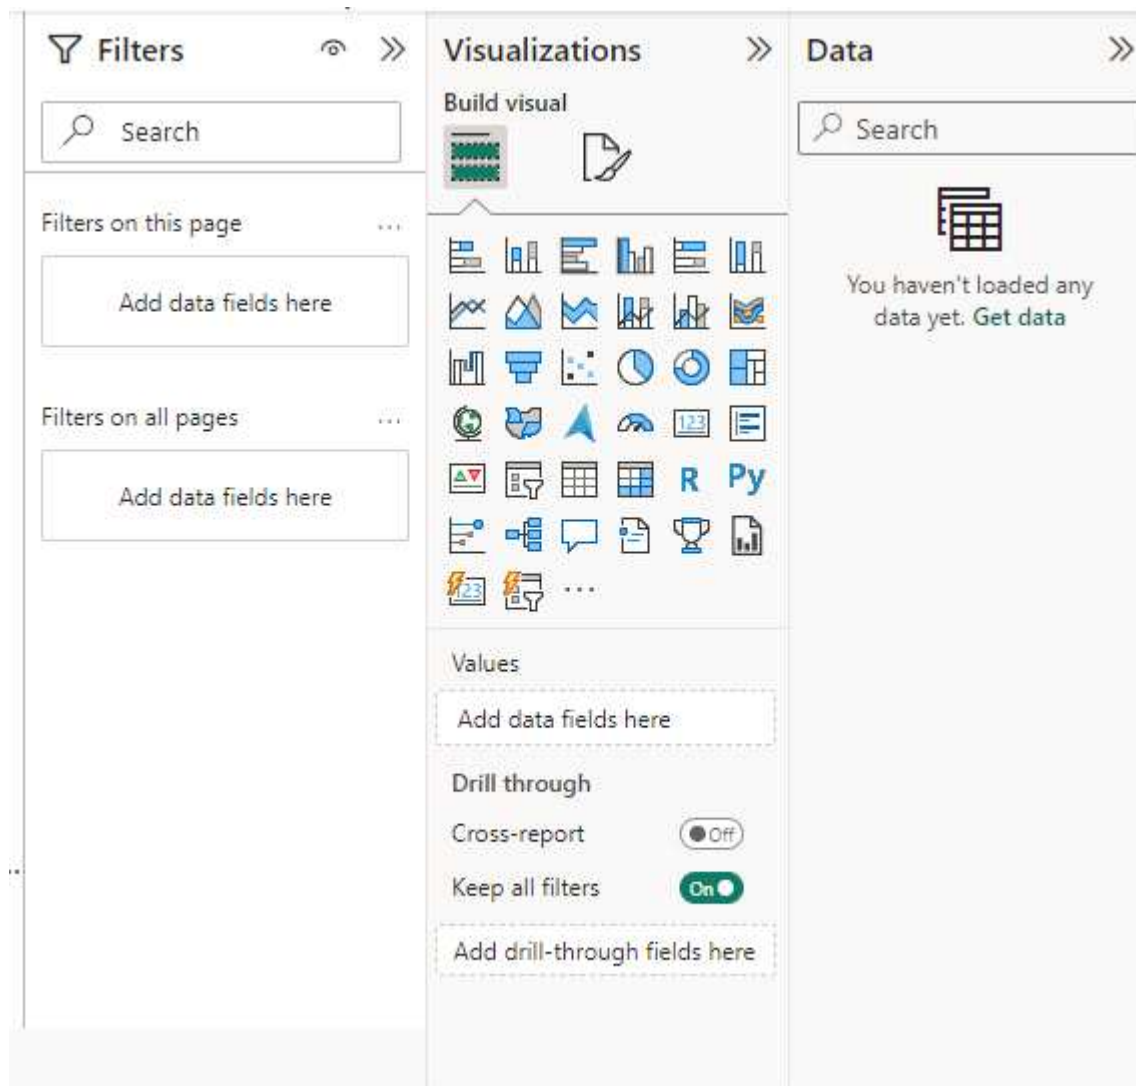 Filters
Search
Filters on this page
...
Add data fields here
Filters on all pages
...
Add data fields here
Visualizations
Build visual
123
R
Py
123
...
Values
Add data fields here
Drill through
Cross-report
Off
Keep all filters
On
Add drill-through fields here
Data
Search
You haven't loaded any
data yet. Get data